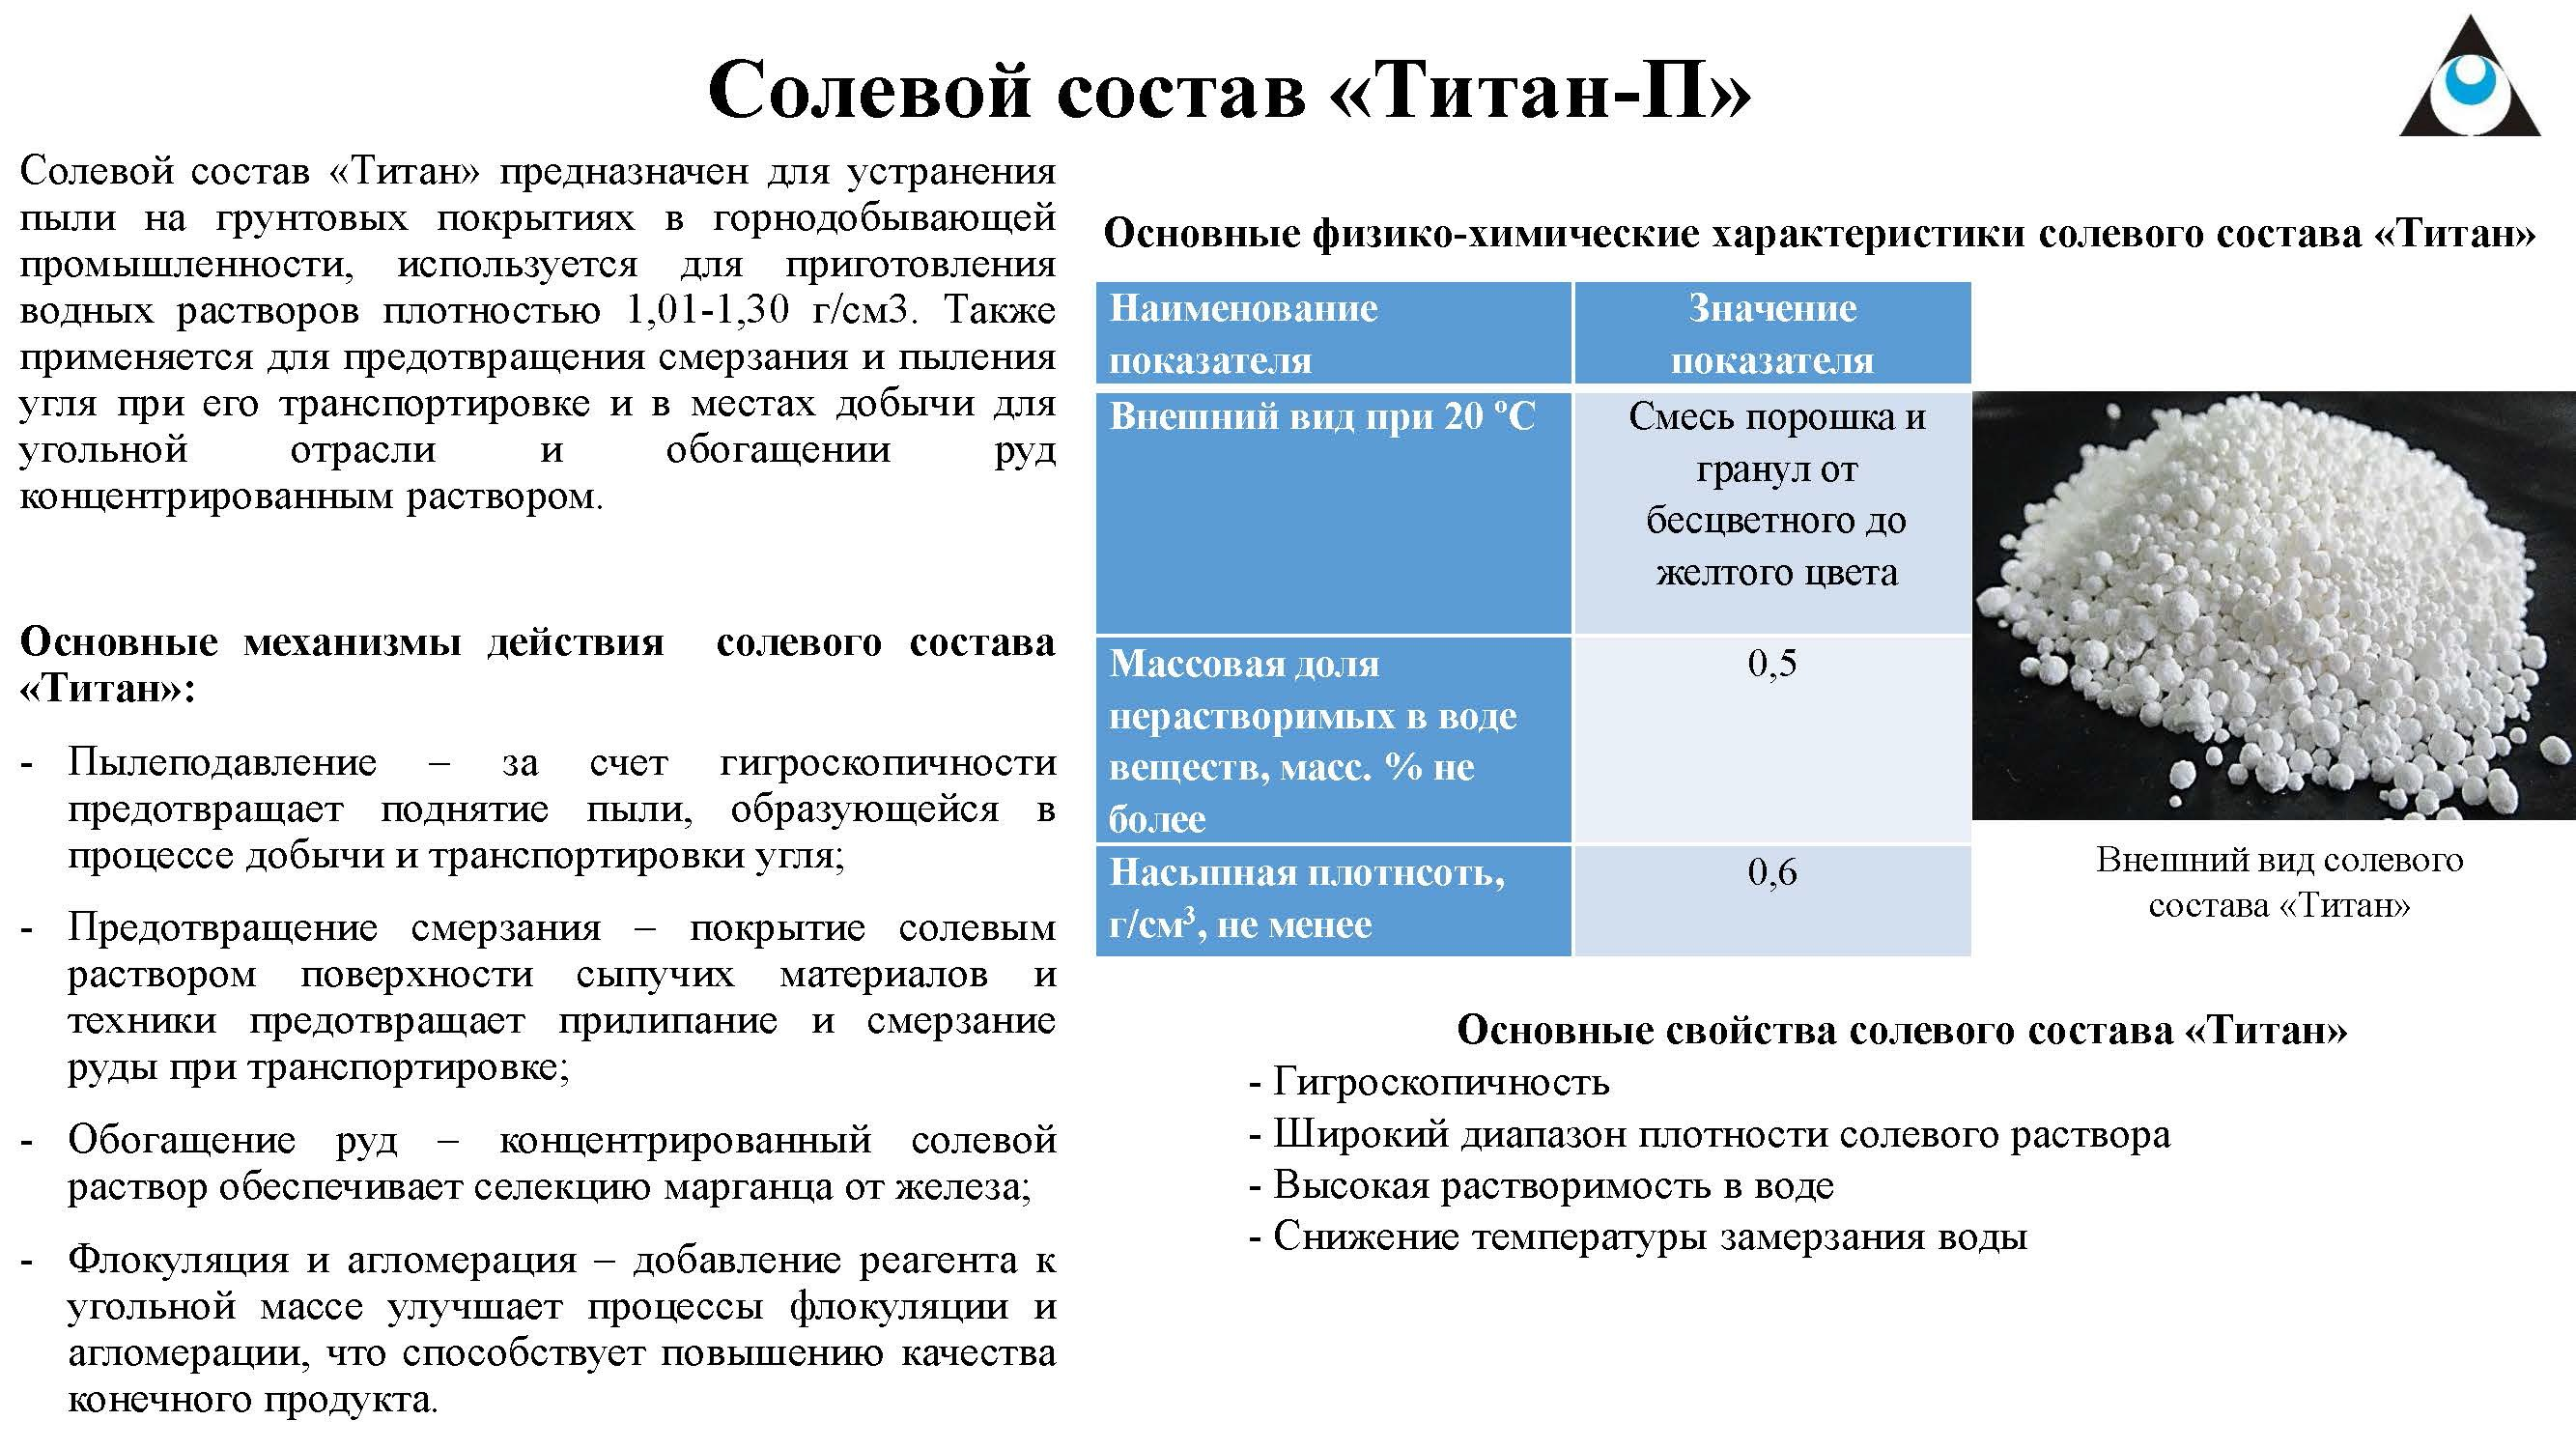 Солевой состав «Титан-П»
Солевой состав «Титан» предназначен для устранения
пыли на грунтовых покрытиях в горнодобывающей
промышленности, используется для приготовления
водных растворов плотностью 1,01-1,30 г/см3. Также
применяется для предотвращения смерзания и пыления
угля при его транспортировке и в местах добычи для
угольной отрасли и обогащении руд
концентрированным раствором.
Основные механизмы действия солевого состава
«Титан»:
- Пылеподавление – за счет гигроскопичности
предотвращает поднятие пыли, образующейся в
процессе добычи и транспортировки угля;
- Предотвращение смерзания – покрытие солевым
раствором поверхности сыпучих материалов и
техники предотвращает прилипание и смерзание
руды при транспортировке;
- Обогащение руд – концентрированный солевой
раствор обеспечивает селекцию марганца от железа;
- Флокуляция и агломерация – добавление реагента к
угольной массе улучшает процессы флокуляции и
агломерации, что способствует повышению качества
конечного продукта.
Основные физико-химические характеристики солевого состава «Титан»
Наименование
показателя
Значение
показателя
Внешний вид при 20 ºС
Смесь порошка и
гранул от
бесцветного до
желтого цвета
Массовая доля
нерастворимых в воде
веществ, масс. % не
более
0,5
Насыпная плотнсоть,
г/см³, не менее
0,6
Внешний вид солевого
состава «Титан»
Основные свойства солевого состава «Титан»
- Гигроскопичность
- Широкий диапазон плотности солевого раствора
- Высокая растворимость в воде
- Снижение температуры замерзания воды